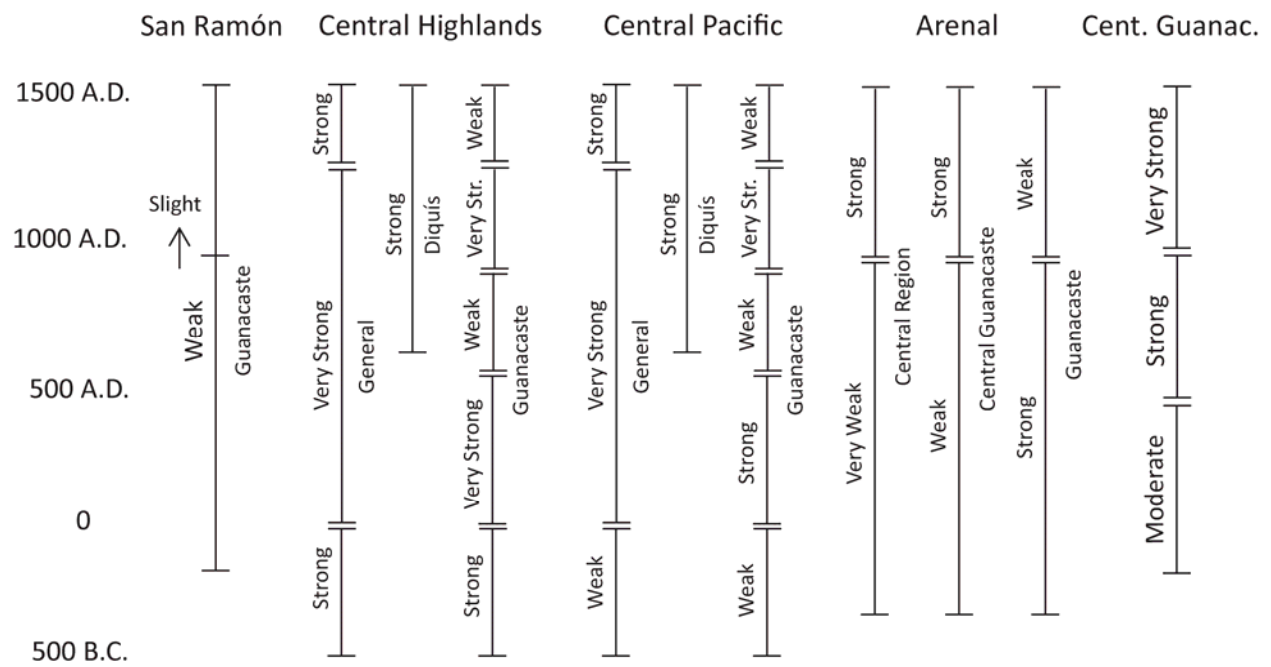 San Ramón
Central Highlands
Central Pacific
Arenal
Cent. Guanac.
1500 A.D.
1000 A.D.
500 A.D.
0
500 B.C.
Slight
Weak
Guanacaste
Strong
Very Strong
Strong
General
Strong
Diquís
Weak
Very Str.
Weak
Very Strong
Strong
Guanacaste
Strong
Very Strong
Weak
General
Strong
Diquís
Weak
Very Str.
Weak
Strong
Weak
Guanacaste
Strong
Very Weak
Central Region
Strong
Weak
Central Guanacaste
Weak
Strong
Guanacaste
Very Strong
Strong
Moderate